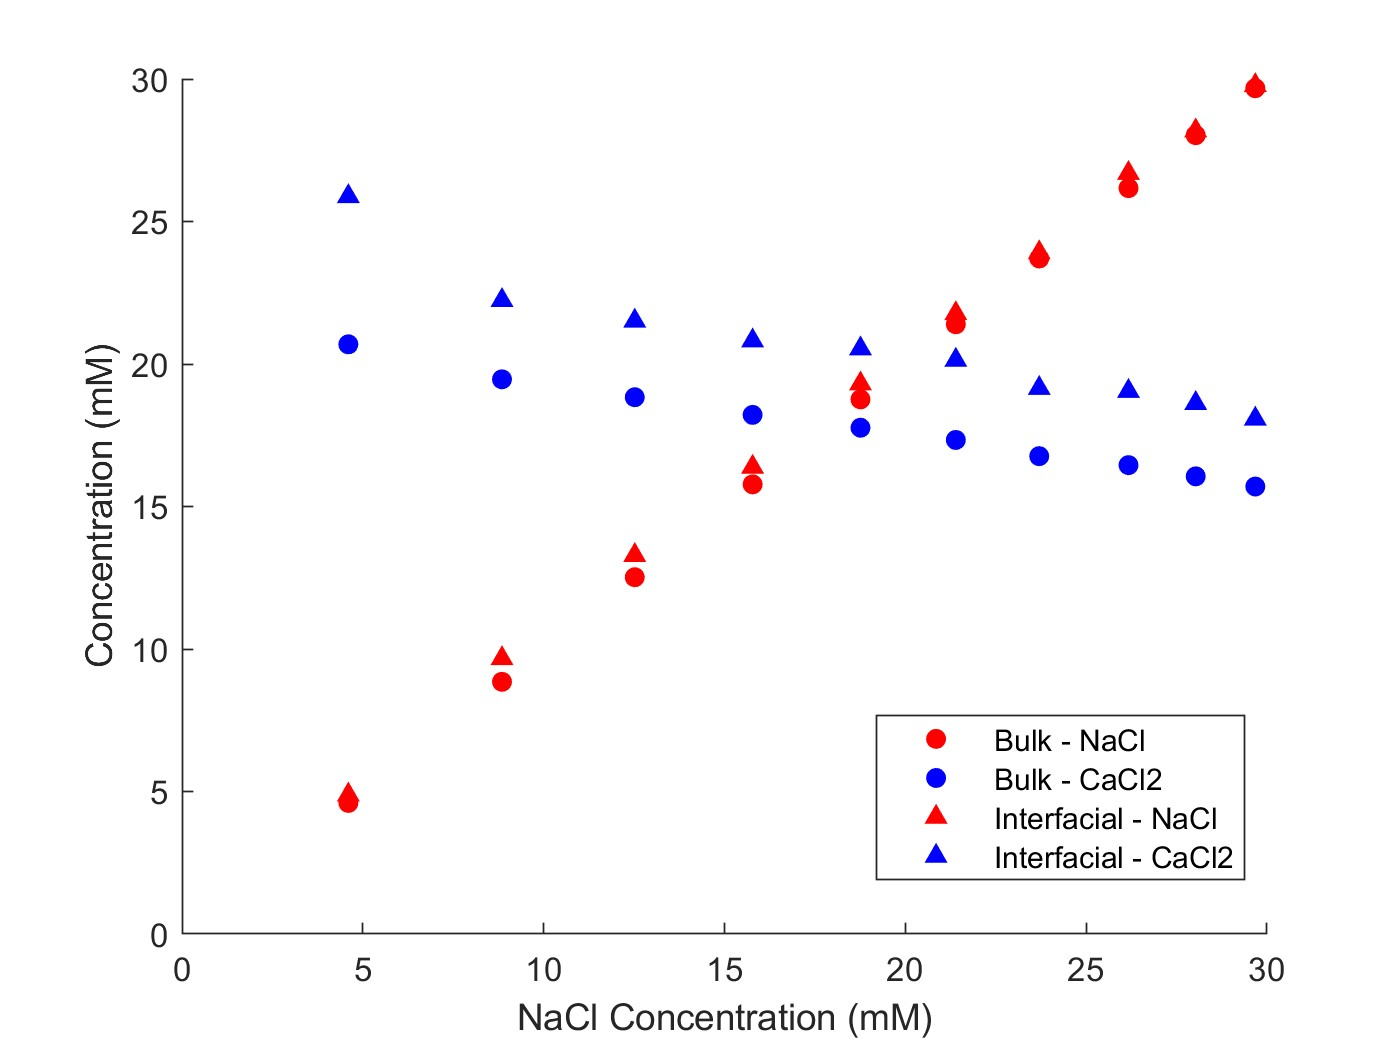 30
25
20
15
10
5
0
Concentration (mM)
0 5 10 15 20 25 30
NaCl Concentration (mM)
Bulk - NaCl
Bulk - CaCl2
Interfacial - NaCl
Interfacial - CaCl2